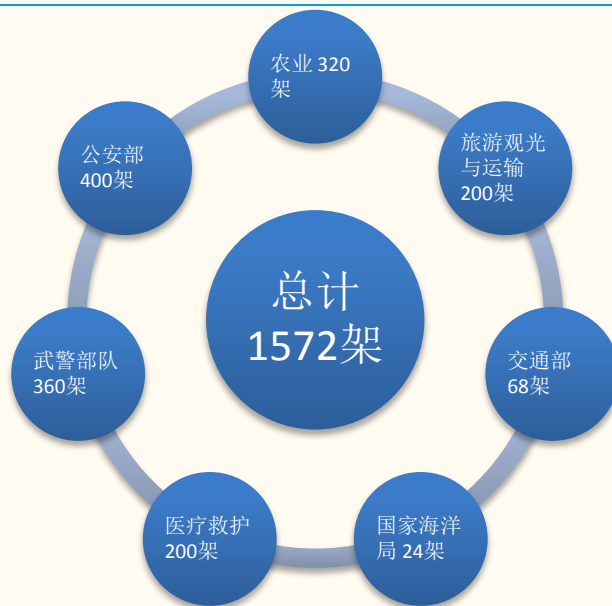 农业 320
架
旅游观光
与运输
200架
交通部
68架
国家海洋
局 24架
医疗救护
200架
武警部队
360架
公安部
400架
总计
1572架